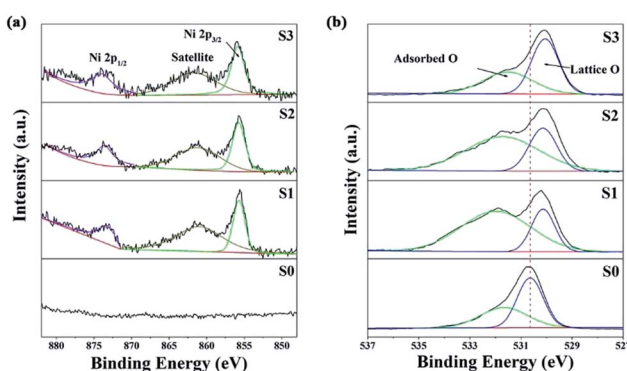 (a)
Ni 2p3/2
S3
Ni 2p1/2
Satellite
S2
S1
S0
Intensity (a.u.)
880 875 870 865 860 855 850
Binding Energy (eV)
(b)
S3
Adsorbed O
Lattice O
S2
S1
S0
Intensity (a.u.)
537 533 531 529 527
Binding Energy (eV)